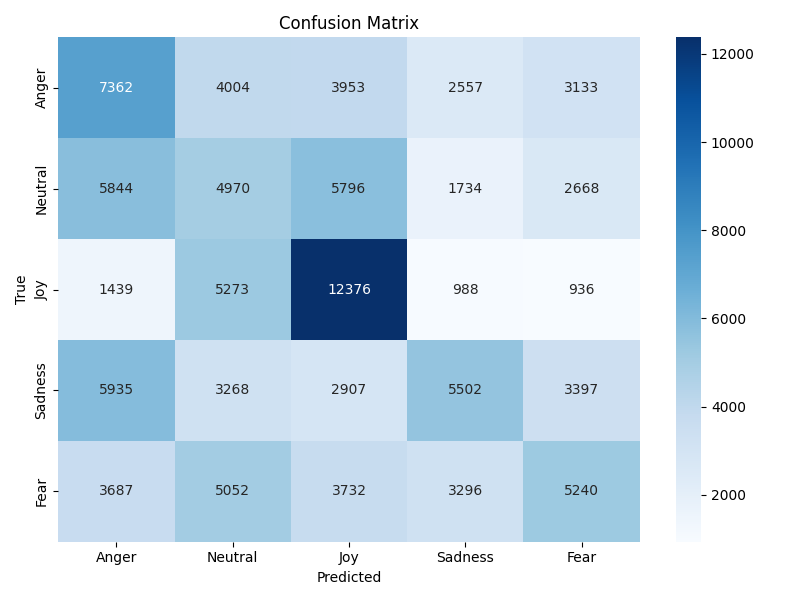 Confusion Matrix
Anger 7362 4004 3953 2557 3133
Neutral 5844 4970 5796 1734 2668
Joy 1439 5273 12376 988 936
Sadness 5935 3268 2907 5502 3397
Fear 3687 5052 3732 3296 5240
Anger Neutral Joy Sadness Fear
Predicted
True
12000
10000
8000
6000
4000
2000